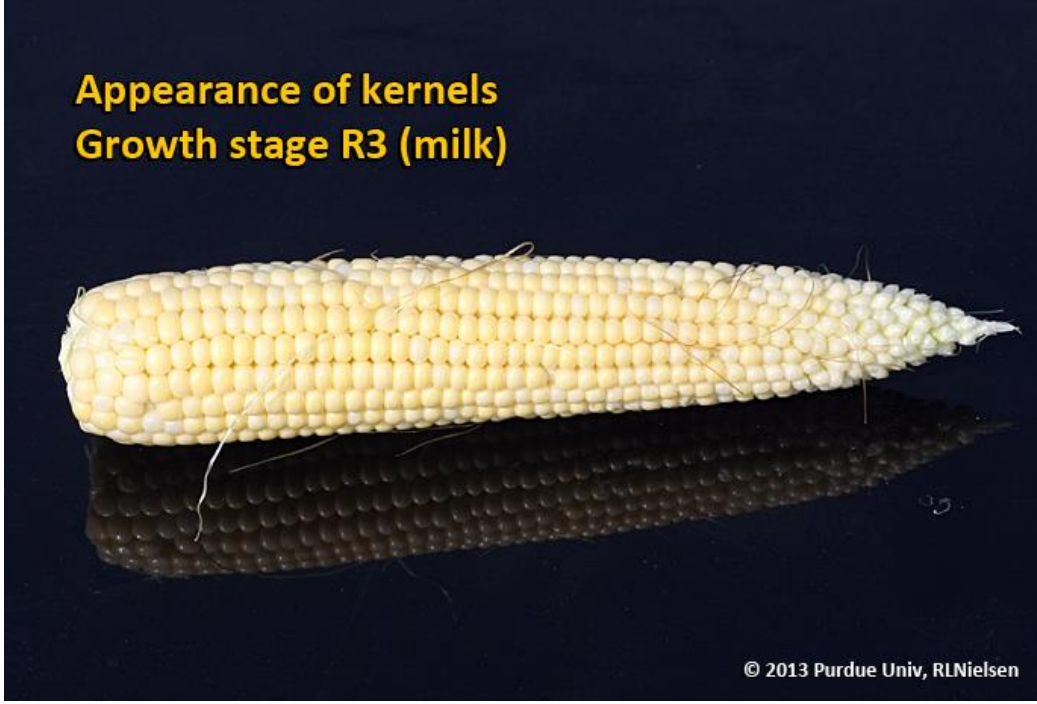 Appearance of kernels
Growth stage R3 (milk)
© 2013 Purdue Univ, RLNielsen